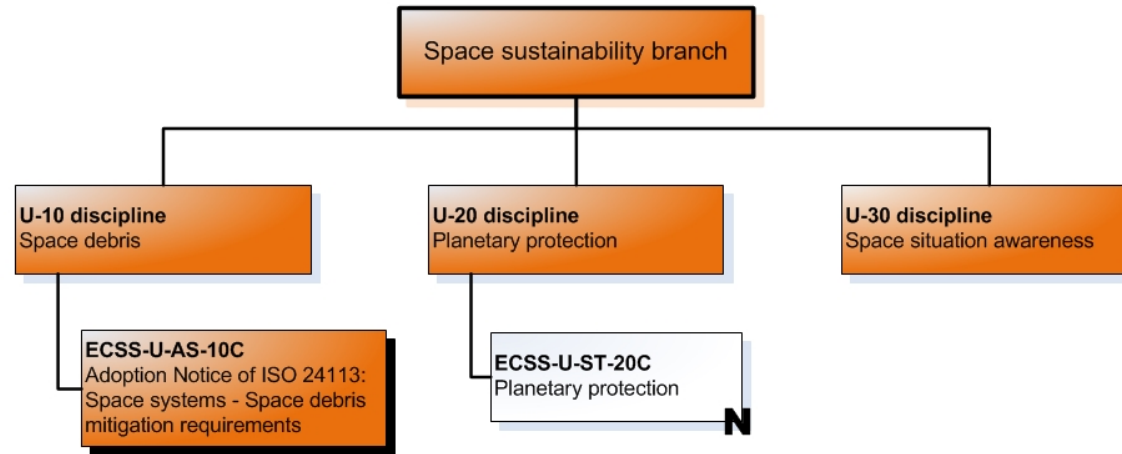 Space sustainability branch
U-10 discipline
Space debris
U-20 discipline
Planetary protection
U-30 discipline
Space situation awareness
ECSS-U-AS-10C
Adoption Notice of ISO 24113:
Space systems - Space debris
mitigation requirements
ECSS-U-ST-20C
Planetary protection
N